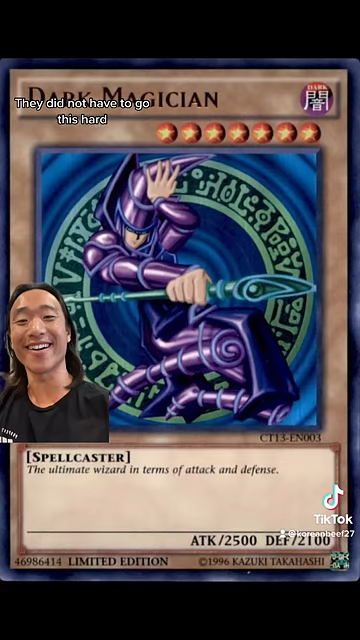 DARK MAGICIAN
They did not have to go
this hard
DARK
闇
CT13-EN003
[SPELLCASTER]
The ultimate wizard in terms of attack and defense.
ATK/2500 DEF/2100
46986414 LIMITED EDITION ©1996 KAZUKI TAKAHASHI
TikTok
@koreanbeef27